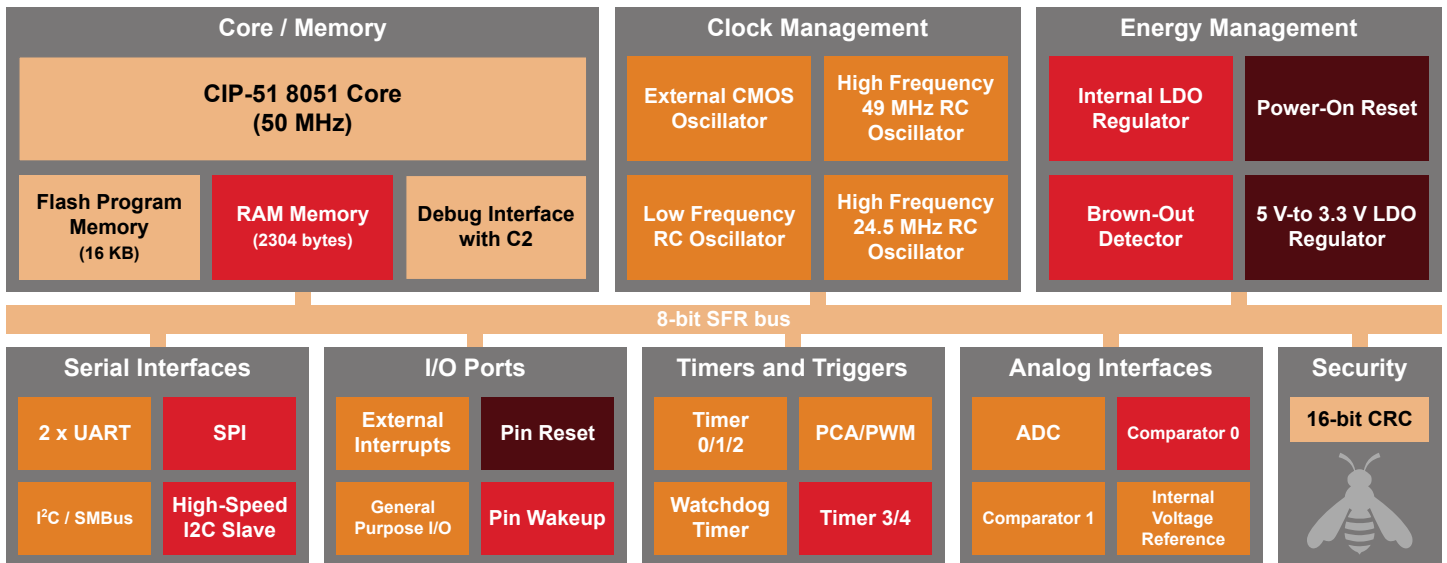 Core / Memory
CIP-51 8051 Core
(50 MHz)
Flash Program
Memory
(16 KB)
RAM Memory
(2304 bytes)
Debug Interface
with C2
Clock Management
External CMOS
Oscillator
High Frequency
49 MHz RC
Oscillator
Low Frequency
RC Oscillator
High Frequency
24.5 MHz RC
Oscillator
Energy Management
Internal LDO
Regulator
Power-On Reset
Brown-Out
Detector
5 V-to 3.3 V LDO
Regulator
8-bit SFR bus
Serial Interfaces
2 x UART
SPI
I²C / SMBus
High-Speed
I2C Slave
I/O Ports
External
Interrupts
Pin Reset
General
Purpose I/O
Pin Wakeup
Timers and Triggers
Timer
0/1/2
PCA/PWM
Watchdog
Timer
Timer 3/4
Analog Interfaces
ADC
Comparator 0
Comparator 1
Internal
Voltage
Reference
Security
16-bit CRC